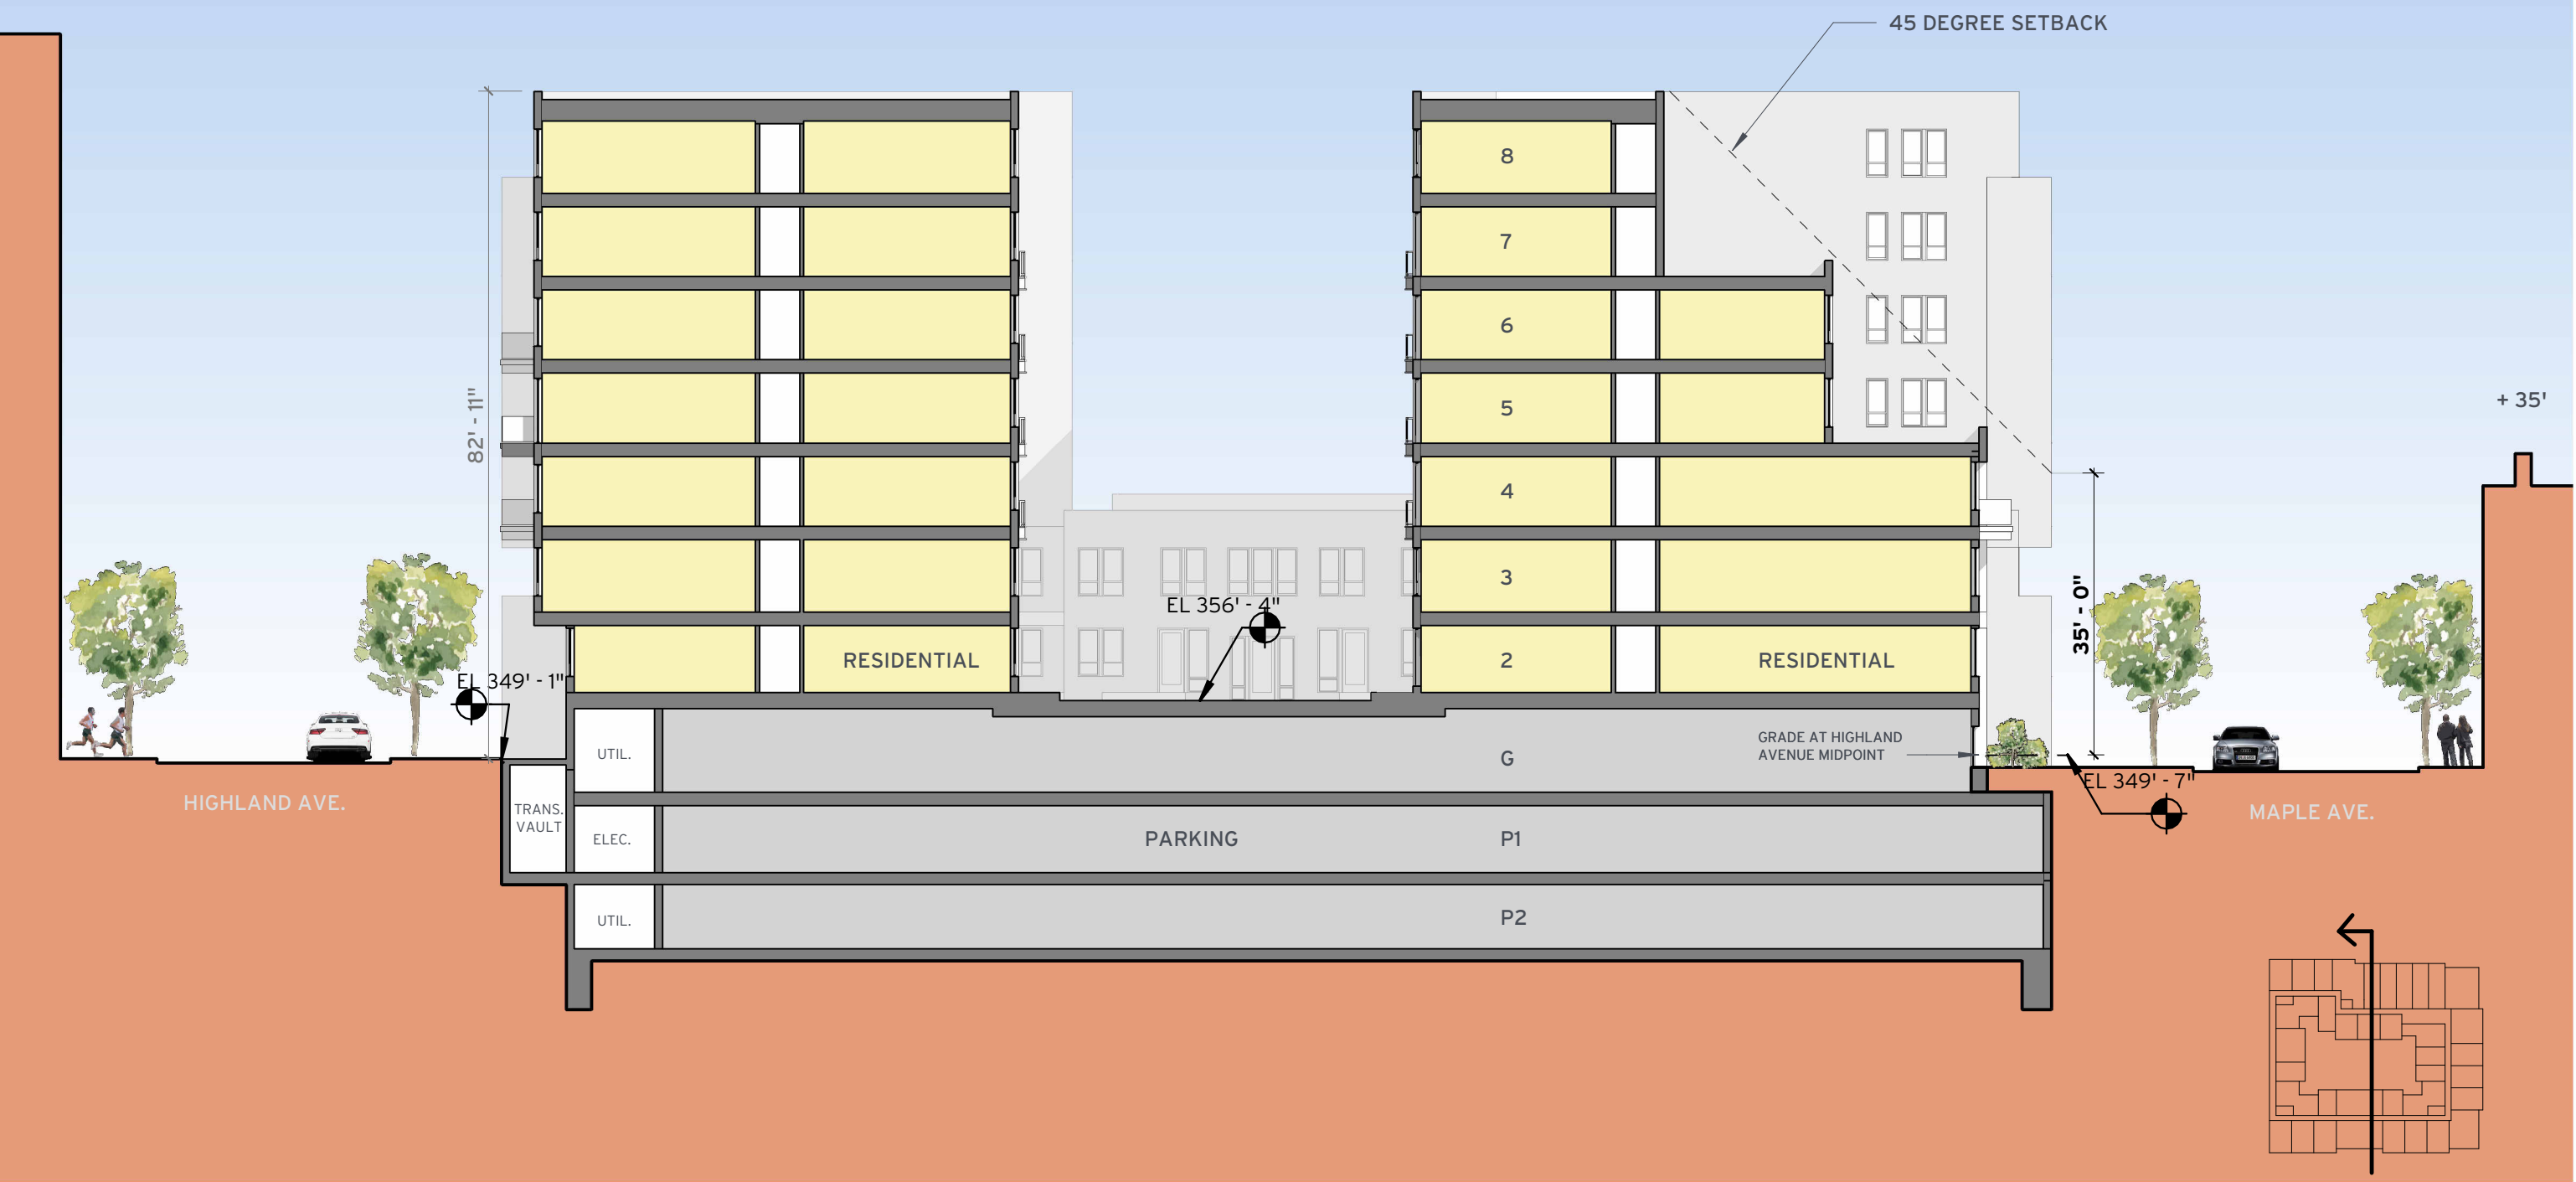 45 DEGREE SETBACK
8
7
6
+ 35'
82' - 11"
5
4
3
35' - 0"
EL 356' - 4"
RESIDENTIAL
2
RESIDENTIAL
EL 349' - 1"
UTIL.
G
GRADE AT HIGHLAND
AVENUE MIDPOINT
EL 349' - 7"
HIGHLAND AVE.
TRANS.
VAULT
MAPLE AVE.
ELEC.
PARKING
P1
UTIL.
P2